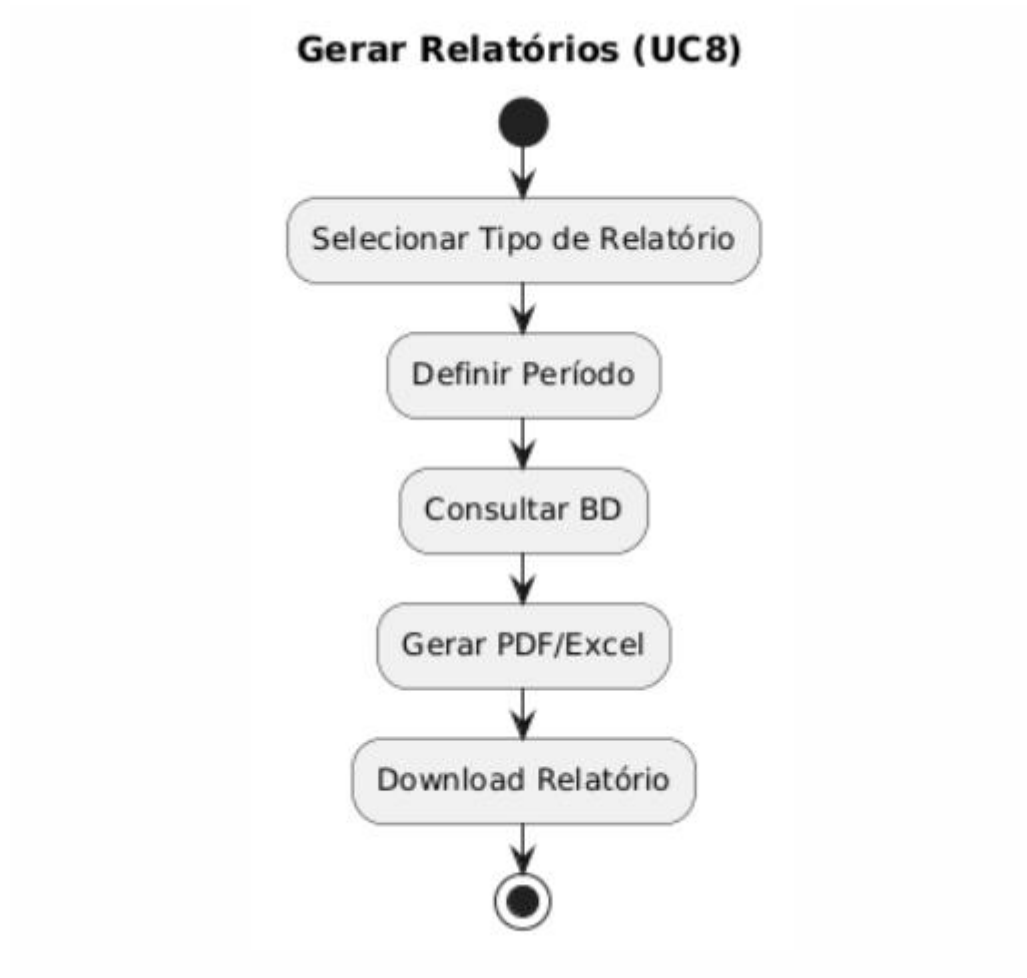 Gerar Relatórios (UC8)
Selecionar Tipo de Relatório
Definir Período
Consultar BD
Gerar PDF/Excel
Download Relatório